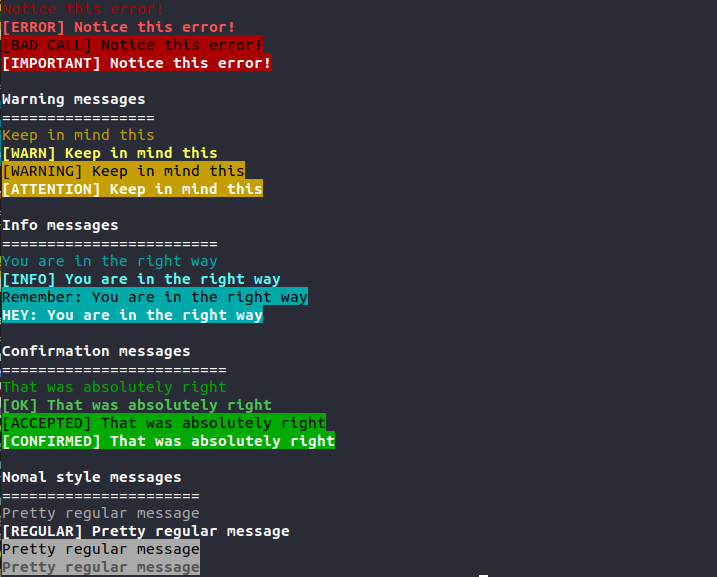 Notice this error!
[ERROR] Notice this error!
[BAD CALL] Notice this error!
[IMPORTANT] Notice this error!
Warning messages
=================
Keep in mind this
[WARN] Keep in mind this
[WARNING] Keep in mind this
[ATTENTION] Keep in mind this
Info messages
========================
You are in the right way
[INFO] You are in the right way
Remember: You are in the right way
HEY: You are in the right way
Confirmation messages
=========================
That was absolutely right
[OK] That was absolutely right
[ACCEPTED] That was absolutely right
[CONFIRMED] That was absolutely right
Nomal style messages
======================
Pretty regular message
[REGULAR] Pretty regular message
Pretty regular message
Pretty regular message